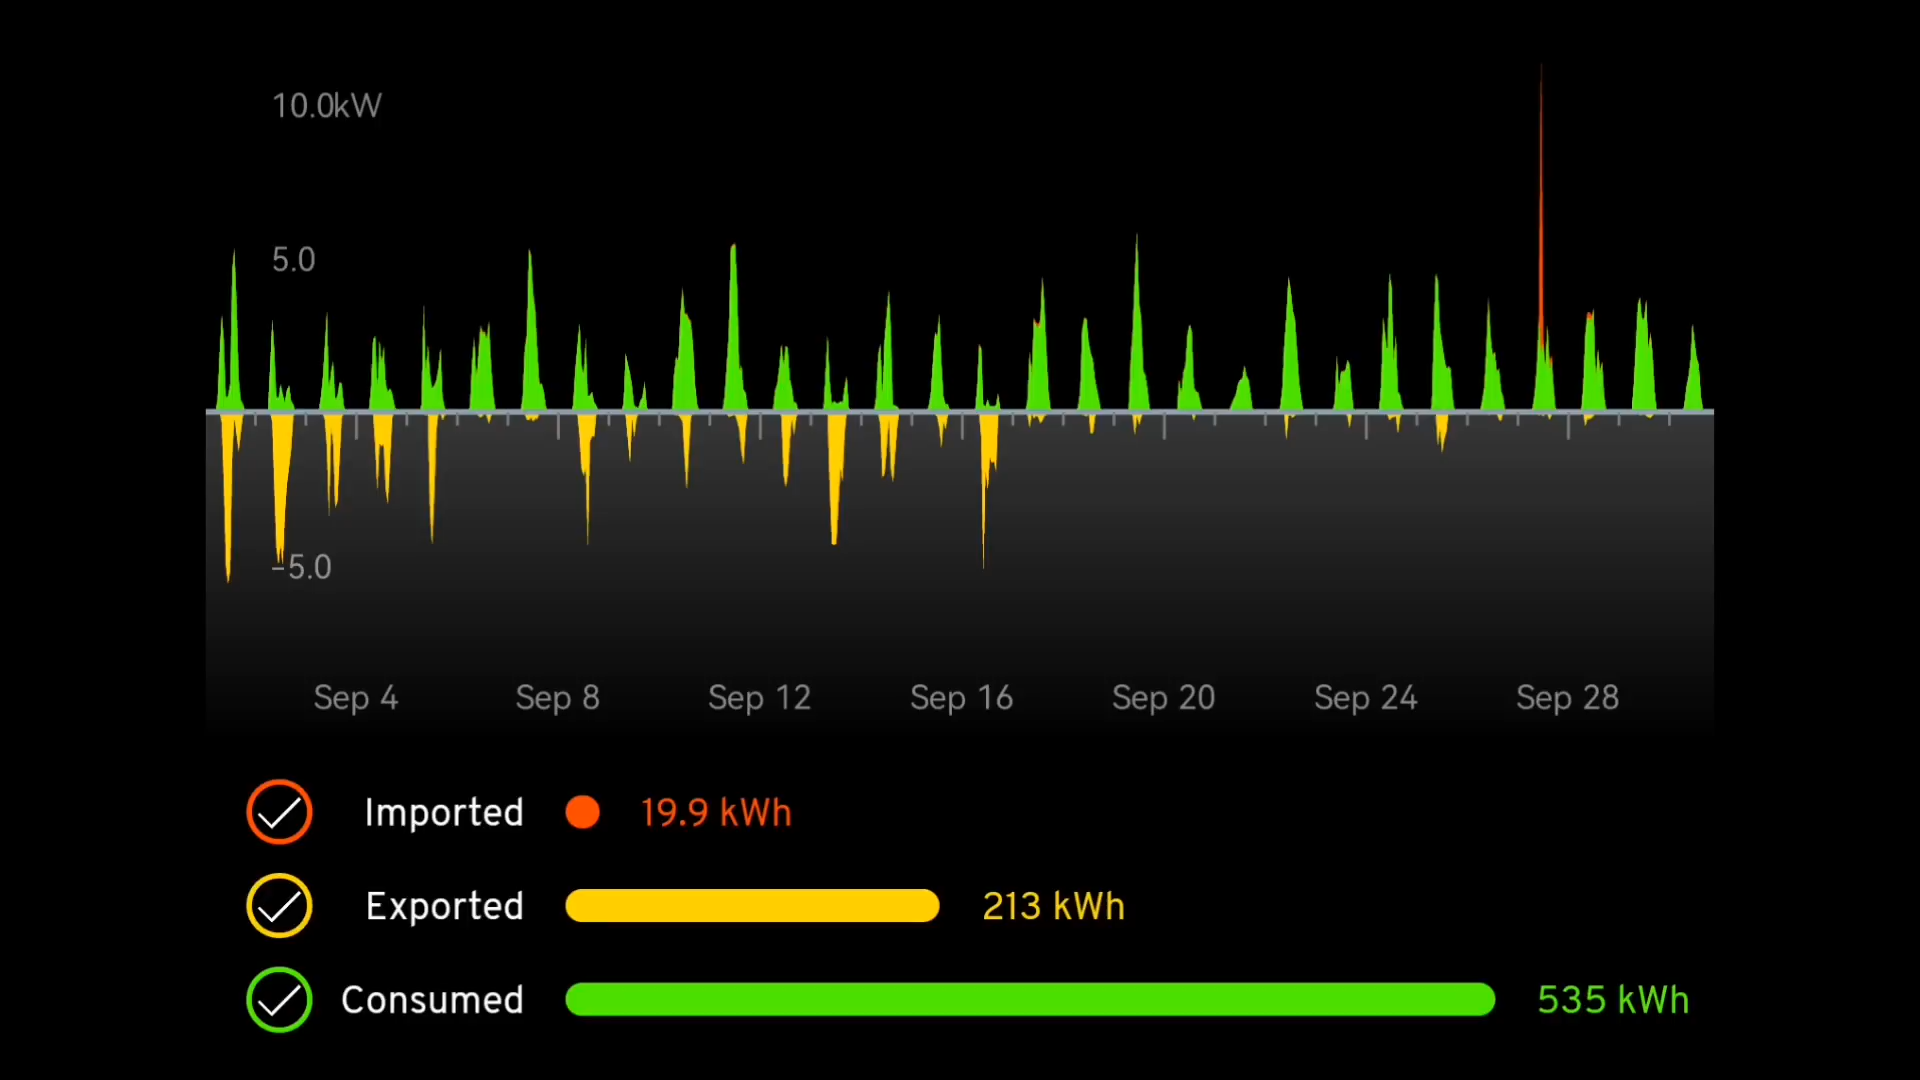 10.0kW
5.0
-5.0
Sep 4 Sep 8 Sep 12 Sep 16 Sep 20 Sep 24 Sep 28
Imported 19.9 kWh
Exported 213 kWh
Consumed 535 kWh